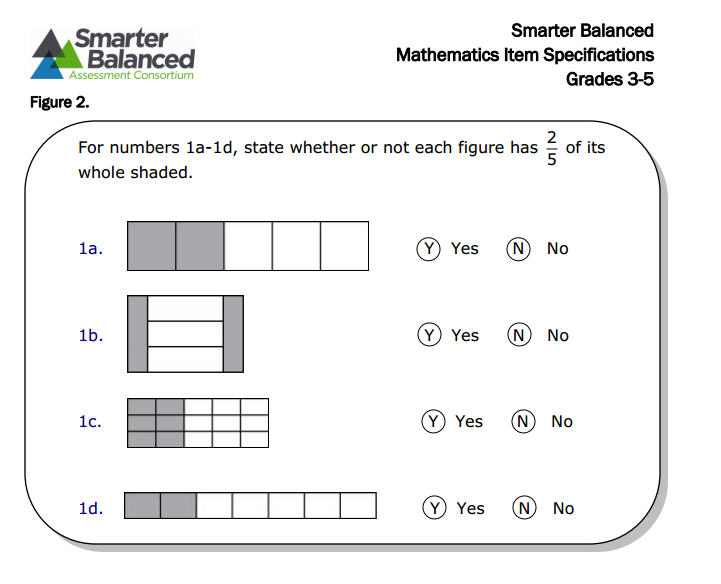 Smarter
Balanced
Assessment Consortium
Smarter Balanced
Mathematics Item Specifications
Grades 3-5
Figure 2.
For numbers 1a-1d, state whether or not each figure has 2/5 of its
whole shaded.
1a. Y Yes N No
1b. Y Yes N No
1c. Y Yes N No
1d. Y Yes N No